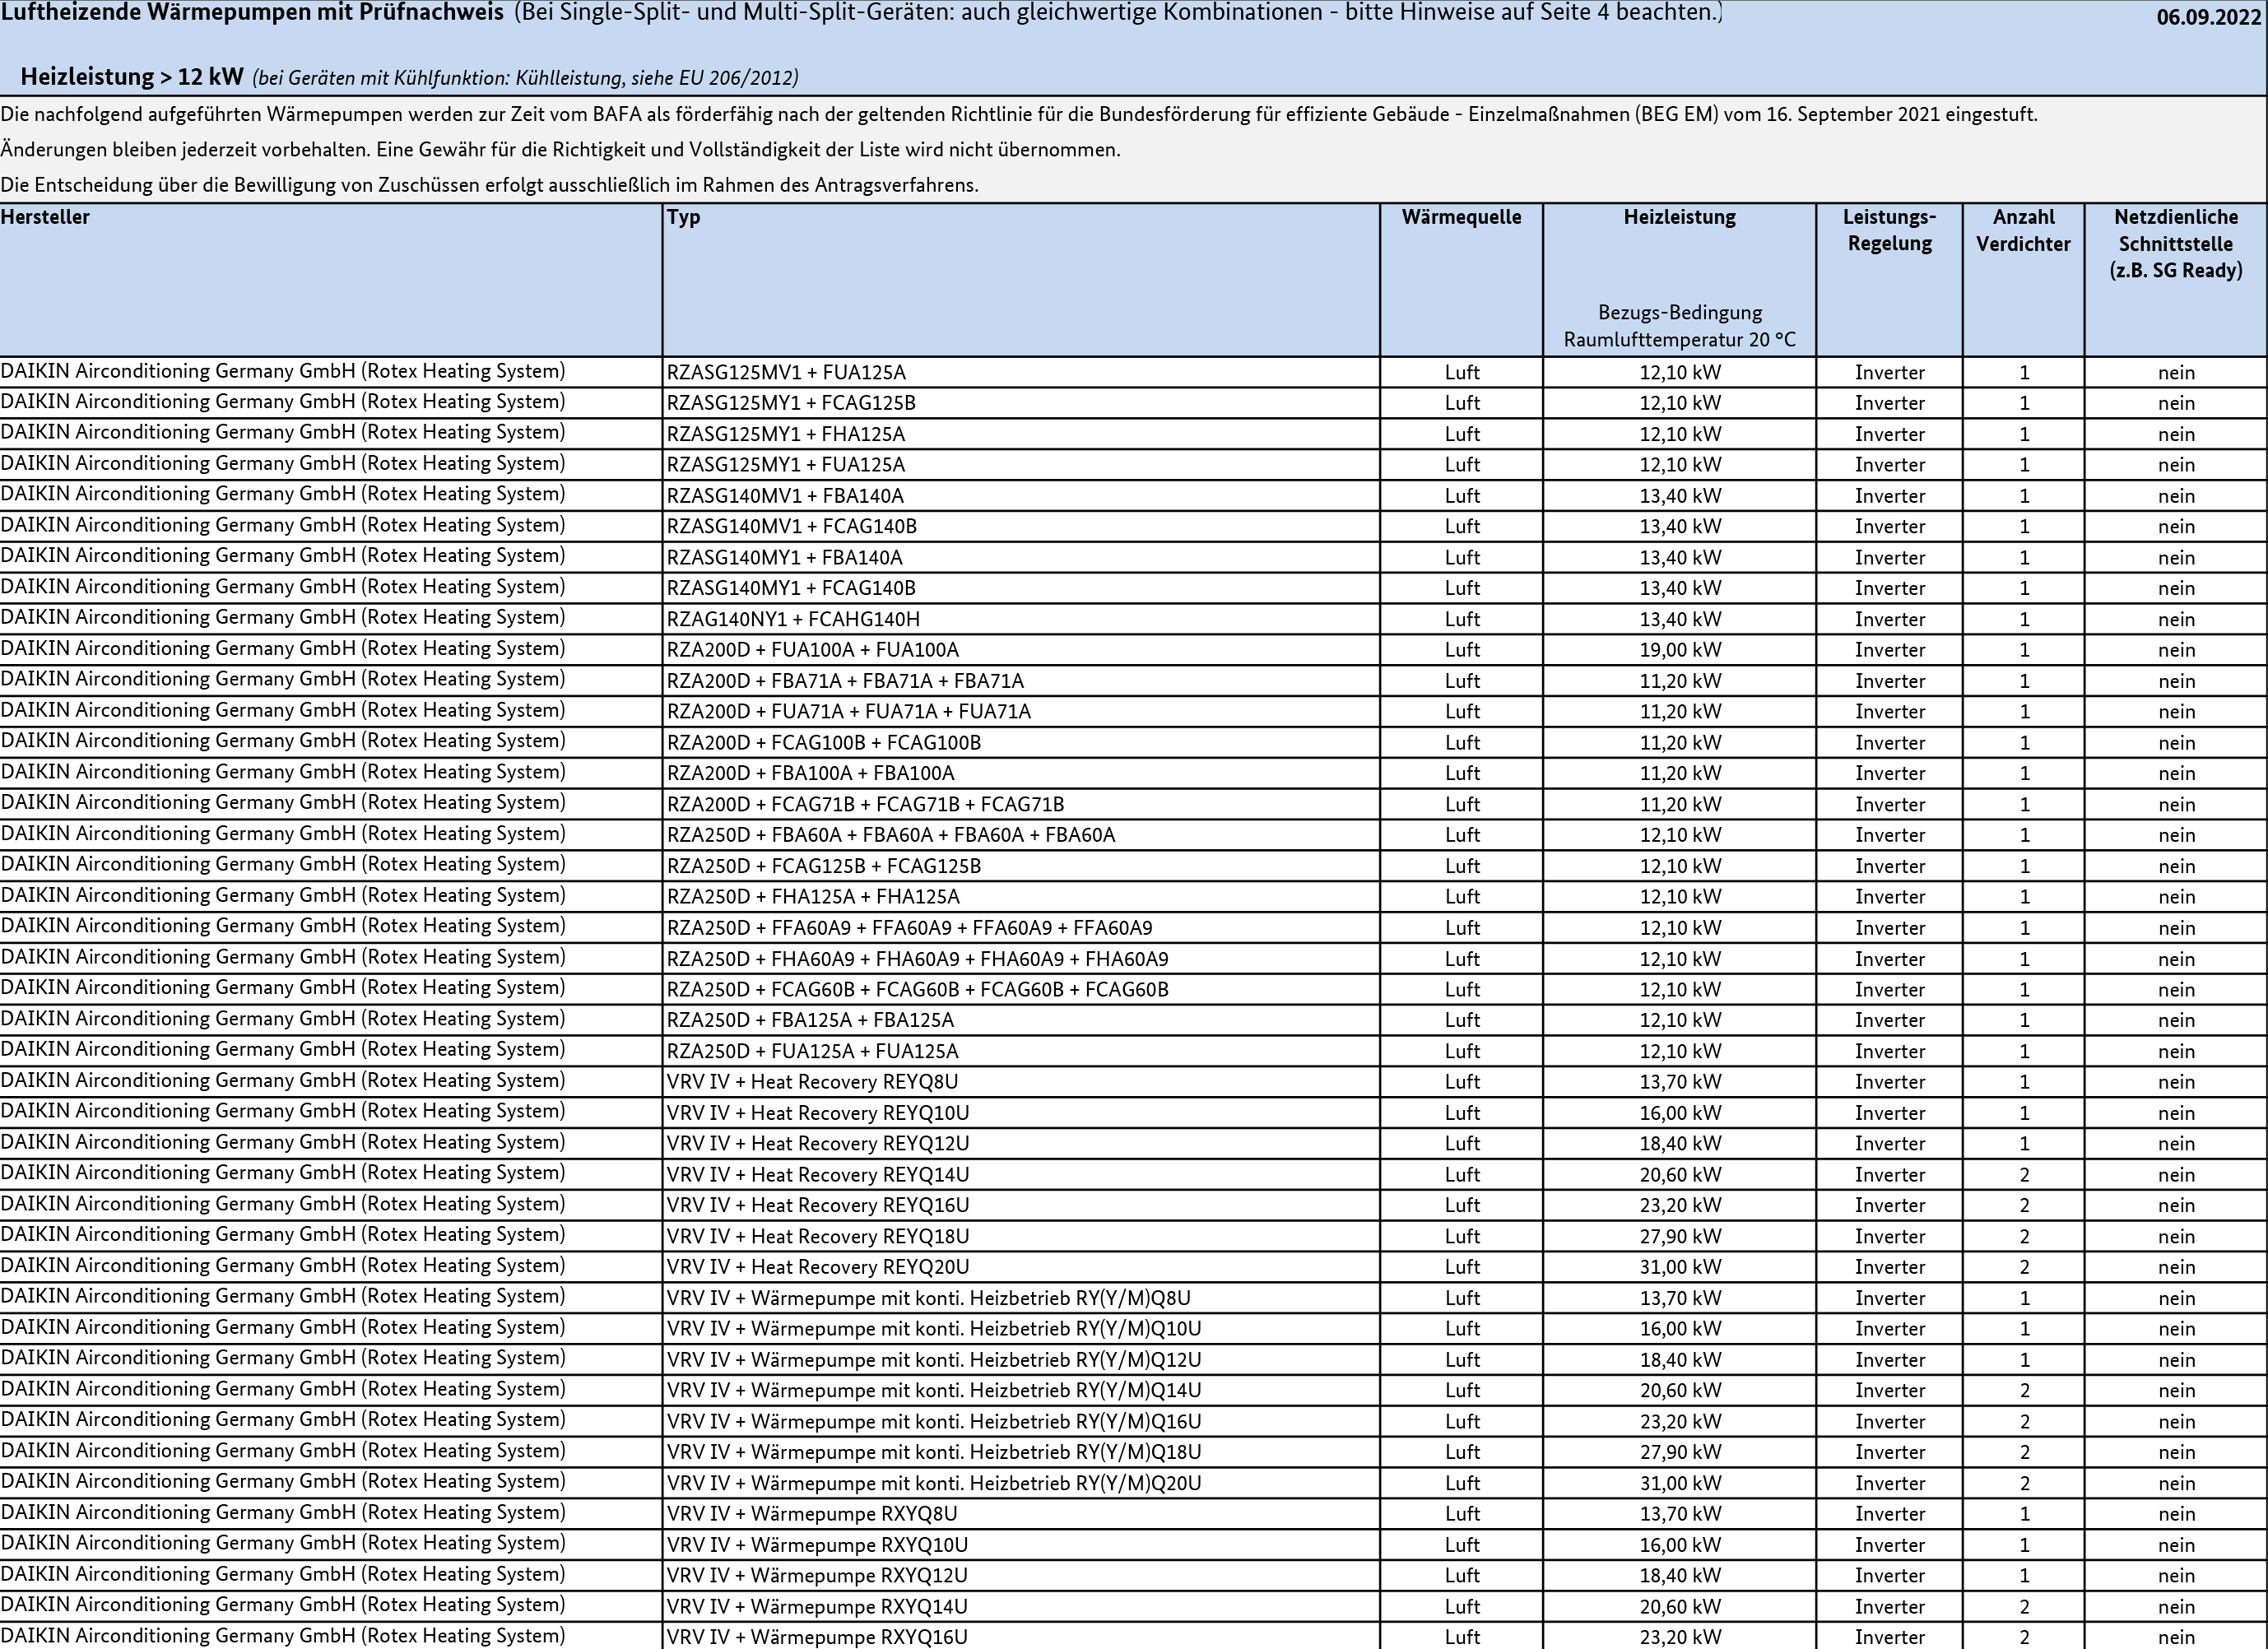 Luftheizende Wärmepumpen mit Prüfnachweis (Bei Single-Split- und Multi-Split-Geräten: auch gleichwertige Kombinationen - bitte Hinweise auf Seite 4 beachten.) 06.09.2022
Heizleistung > 12 kW (bei Geräten mit Kühlfunktion: Kühlleistung, siehe EU 206/2012)
Die nachfolgend aufgeführten Wärmepumpen werden zur Zeit vom BAFA als förderfähig nach der geltenden Richtlinie für die Bundesförderung für effiziente Gebäude - Einzelmaßnahmen (BEG EM) vom 16. September 2021 eingestuft.
Änderungen bleiben jederzeit vorbehalten. Eine Gewähr für die Richtigkeit und Vollständigkeit der Liste wird nicht übernommen.
Die Entscheidung über die Bewilligung von Zuschüssen erfolgt ausschließlich im Rahmen des Antragsverfahrens.
Hersteller Typ Wärmequelle Heizleistung Leistungs- Anzahl Netzdienliche
Regelung Verdichter Schnittstelle
(z.B. SG Ready)
Bezugs-Bedingung
Raumlufttemperatur 20 °C
DAIKIN Airconditioning Germany GmbH (Rotex Heating System) RZASG125MV1 + FUA125A Luft 12,10 kW Inverter 1 nein
DAIKIN Airconditioning Germany GmbH (Rotex Heating System) RZASG125MY1 + FCAG125B Luft 12,10 kW Inverter 1 nein
DAIKIN Airconditioning Germany GmbH (Rotex Heating System) RZASG125MY1 + FHA125A Luft 12,10 kW Inverter 1 nein
DAIKIN Airconditioning Germany GmbH (Rotex Heating System) RZASG125MY1 + FUA125A Luft 12,10 kW Inverter 1 nein
DAIKIN Airconditioning Germany GmbH (Rotex Heating System) RZASG140MV1 + FBA140A Luft 13,40 kW Inverter 1 nein
DAIKIN Airconditioning Germany GmbH (Rotex Heating System) RZASG140MV1 + FCAG140B Luft 13,40 kW Inverter 1 nein
DAIKIN Airconditioning Germany GmbH (Rotex Heating System) RZASG140MY1 + FBA140A Luft 13,40 kW Inverter 1 nein
DAIKIN Airconditioning Germany GmbH (Rotex Heating System) RZASG140MY1 + FCAG140B Luft 13,40 kW Inverter 1 nein
DAIKIN Airconditioning Germany GmbH (Rotex Heating System) RZAG140NY1 + FCAHG140H Luft 13,40 kW Inverter 1 nein
DAIKIN Airconditioning Germany GmbH (Rotex Heating System) RZA200D + FUA100A + FUA100A Luft 19,00 kW Inverter 1 nein
DAIKIN Airconditioning Germany GmbH (Rotex Heating System) RZA200D + FBA71A + FBA71A + FBA71A Luft 11,20 kW Inverter 1 nein
DAIKIN Airconditioning Germany GmbH (Rotex Heating System) RZA200D + FUA71A + FUA71A + FUA71A Luft 11,20 kW Inverter 1 nein
DAIKIN Airconditioning Germany GmbH (Rotex Heating System) RZA200D + FCAG100B + FCAG100B Luft 11,20 kW Inverter 1 nein
DAIKIN Airconditioning Germany GmbH (Rotex Heating System) RZA200D + FBA100A + FBA100A Luft 11,20 kW Inverter 1 nein
DAIKIN Airconditioning Germany GmbH (Rotex Heating System) RZA200D + FCAG71B + FCAG71B + FCAG71B Luft 11,20 kW Inverter 1 nein
DAIKIN Airconditioning Germany GmbH (Rotex Heating System) RZA250D + FBA60A + FBA60A + FBA60A + FBA60A Luft 12,10 kW Inverter 1 nein
DAIKIN Airconditioning Germany GmbH (Rotex Heating System) RZA250D + FCAG125B + FCAG125B Luft 12,10 kW Inverter 1 nein
DAIKIN Airconditioning Germany GmbH (Rotex Heating System) RZA250D + FHA125A + FHA125A Luft 12,10 kW Inverter 1 nein
DAIKIN Airconditioning Germany GmbH (Rotex Heating System) RZA250D + FFA60A9 + FFA60A9 + FFA60A9 + FFA60A9 Luft 12,10 kW Inverter 1 nein
DAIKIN Airconditioning Germany GmbH (Rotex Heating System) RZA250D + FHA60A9 + FHA60A9 + FHA60A9 + FHA60A9 Luft 12,10 kW Inverter 1 nein
DAIKIN Airconditioning Germany GmbH (Rotex Heating System) RZA250D + FCAG60B + FCAG60B + FCAG60B + FCAG60B Luft 12,10 kW Inverter 1 nein
DAIKIN Airconditioning Germany GmbH (Rotex Heating System) RZA250D + FBA125A + FBA125A Luft 12,10 kW Inverter 1 nein
DAIKIN Airconditioning Germany GmbH (Rotex Heating System) RZA250D + FUA125A + FUA125A Luft 12,10 kW Inverter 1 nein
DAIKIN Airconditioning Germany GmbH (Rotex Heating System) VRV IV + Heat Recovery REYQ8U Luft 13,70 kW Inverter 1 nein
DAIKIN Airconditioning Germany GmbH (Rotex Heating System) VRV IV + Heat Recovery REYQ10U Luft 16,00 kW Inverter 1 nein
DAIKIN Airconditioning Germany GmbH (Rotex Heating System) VRV IV + Heat Recovery REYQ12U Luft 18,40 kW Inverter 1 nein
DAIKIN Airconditioning Germany GmbH (Rotex Heating System) VRV IV + Heat Recovery REYQ14U Luft 20,60 kW Inverter 2 nein
DAIKIN Airconditioning Germany GmbH (Rotex Heating System) VRV IV + Heat Recovery REYQ16U Luft 23,20 kW Inverter 2 nein
DAIKIN Airconditioning Germany GmbH (Rotex Heating System) VRV IV + Heat Recovery REYQ18U Luft 27,90 kW Inverter 2 nein
DAIKIN Airconditioning Germany GmbH (Rotex Heating System) VRV IV + Heat Recovery REYQ20U Luft 31,00 kW Inverter 2 nein
DAIKIN Airconditioning Germany GmbH (Rotex Heating System) VRV IV + Wärmepumpe mit konti. Heizbetrieb RY(Y/M)Q8U Luft 13,70 kW Inverter 1 nein
DAIKIN Airconditioning Germany GmbH (Rotex Heating System) VRV IV + Wärmepumpe mit konti. Heizbetrieb RY(Y/M)Q10U Luft 16,00 kW Inverter 1 nein
DAIKIN Airconditioning Germany GmbH (Rotex Heating System) VRV IV + Wärmepumpe mit konti. Heizbetrieb RY(Y/M)Q12U Luft 18,40 kW Inverter 1 nein
DAIKIN Airconditioning Germany GmbH (Rotex Heating System) VRV IV + Wärmepumpe mit konti. Heizbetrieb RY(Y/M)Q14U Luft 20,60 kW Inverter 2 nein
DAIKIN Airconditioning Germany GmbH (Rotex Heating System) VRV IV + Wärmepumpe mit konti. Heizbetrieb RY(Y/M)Q16U Luft 23,20 kW Inverter 2 nein
DAIKIN Airconditioning Germany GmbH (Rotex Heating System) VRV IV + Wärmepumpe mit konti. Heizbetrieb RY(Y/M)Q18U Luft 27,90 kW Inverter 2 nein
DAIKIN Airconditioning Germany GmbH (Rotex Heating System) VRV IV + Wärmepumpe mit konti. Heizbetrieb RY(Y/M)Q20U Luft 31,00 kW Inverter 2 nein
DAIKIN Airconditioning Germany GmbH (Rotex Heating System) VRV IV + Wärmepumpe RXYQ8U Luft 13,70 kW Inverter 1 nein
DAIKIN Airconditioning Germany GmbH (Rotex Heating System) VRV IV + Wärmepumpe RXYQ10U Luft 16,00 kW Inverter 1 nein
DAIKIN Airconditioning Germany GmbH (Rotex Heating System) VRV IV + Wärmepumpe RXYQ12U Luft 18,40 kW Inverter 1 nein
DAIKIN Airconditioning Germany GmbH (Rotex Heating System) VRV IV + Wärmepumpe RXYQ14U Luft 20,60 kW Inverter 2 nein
DAIKIN Airconditioning Germany GmbH (Rotex Heating System) VRV IV + Wärmepumpe RXYQ16U Luft 23,20 kW Inverter 2 nein